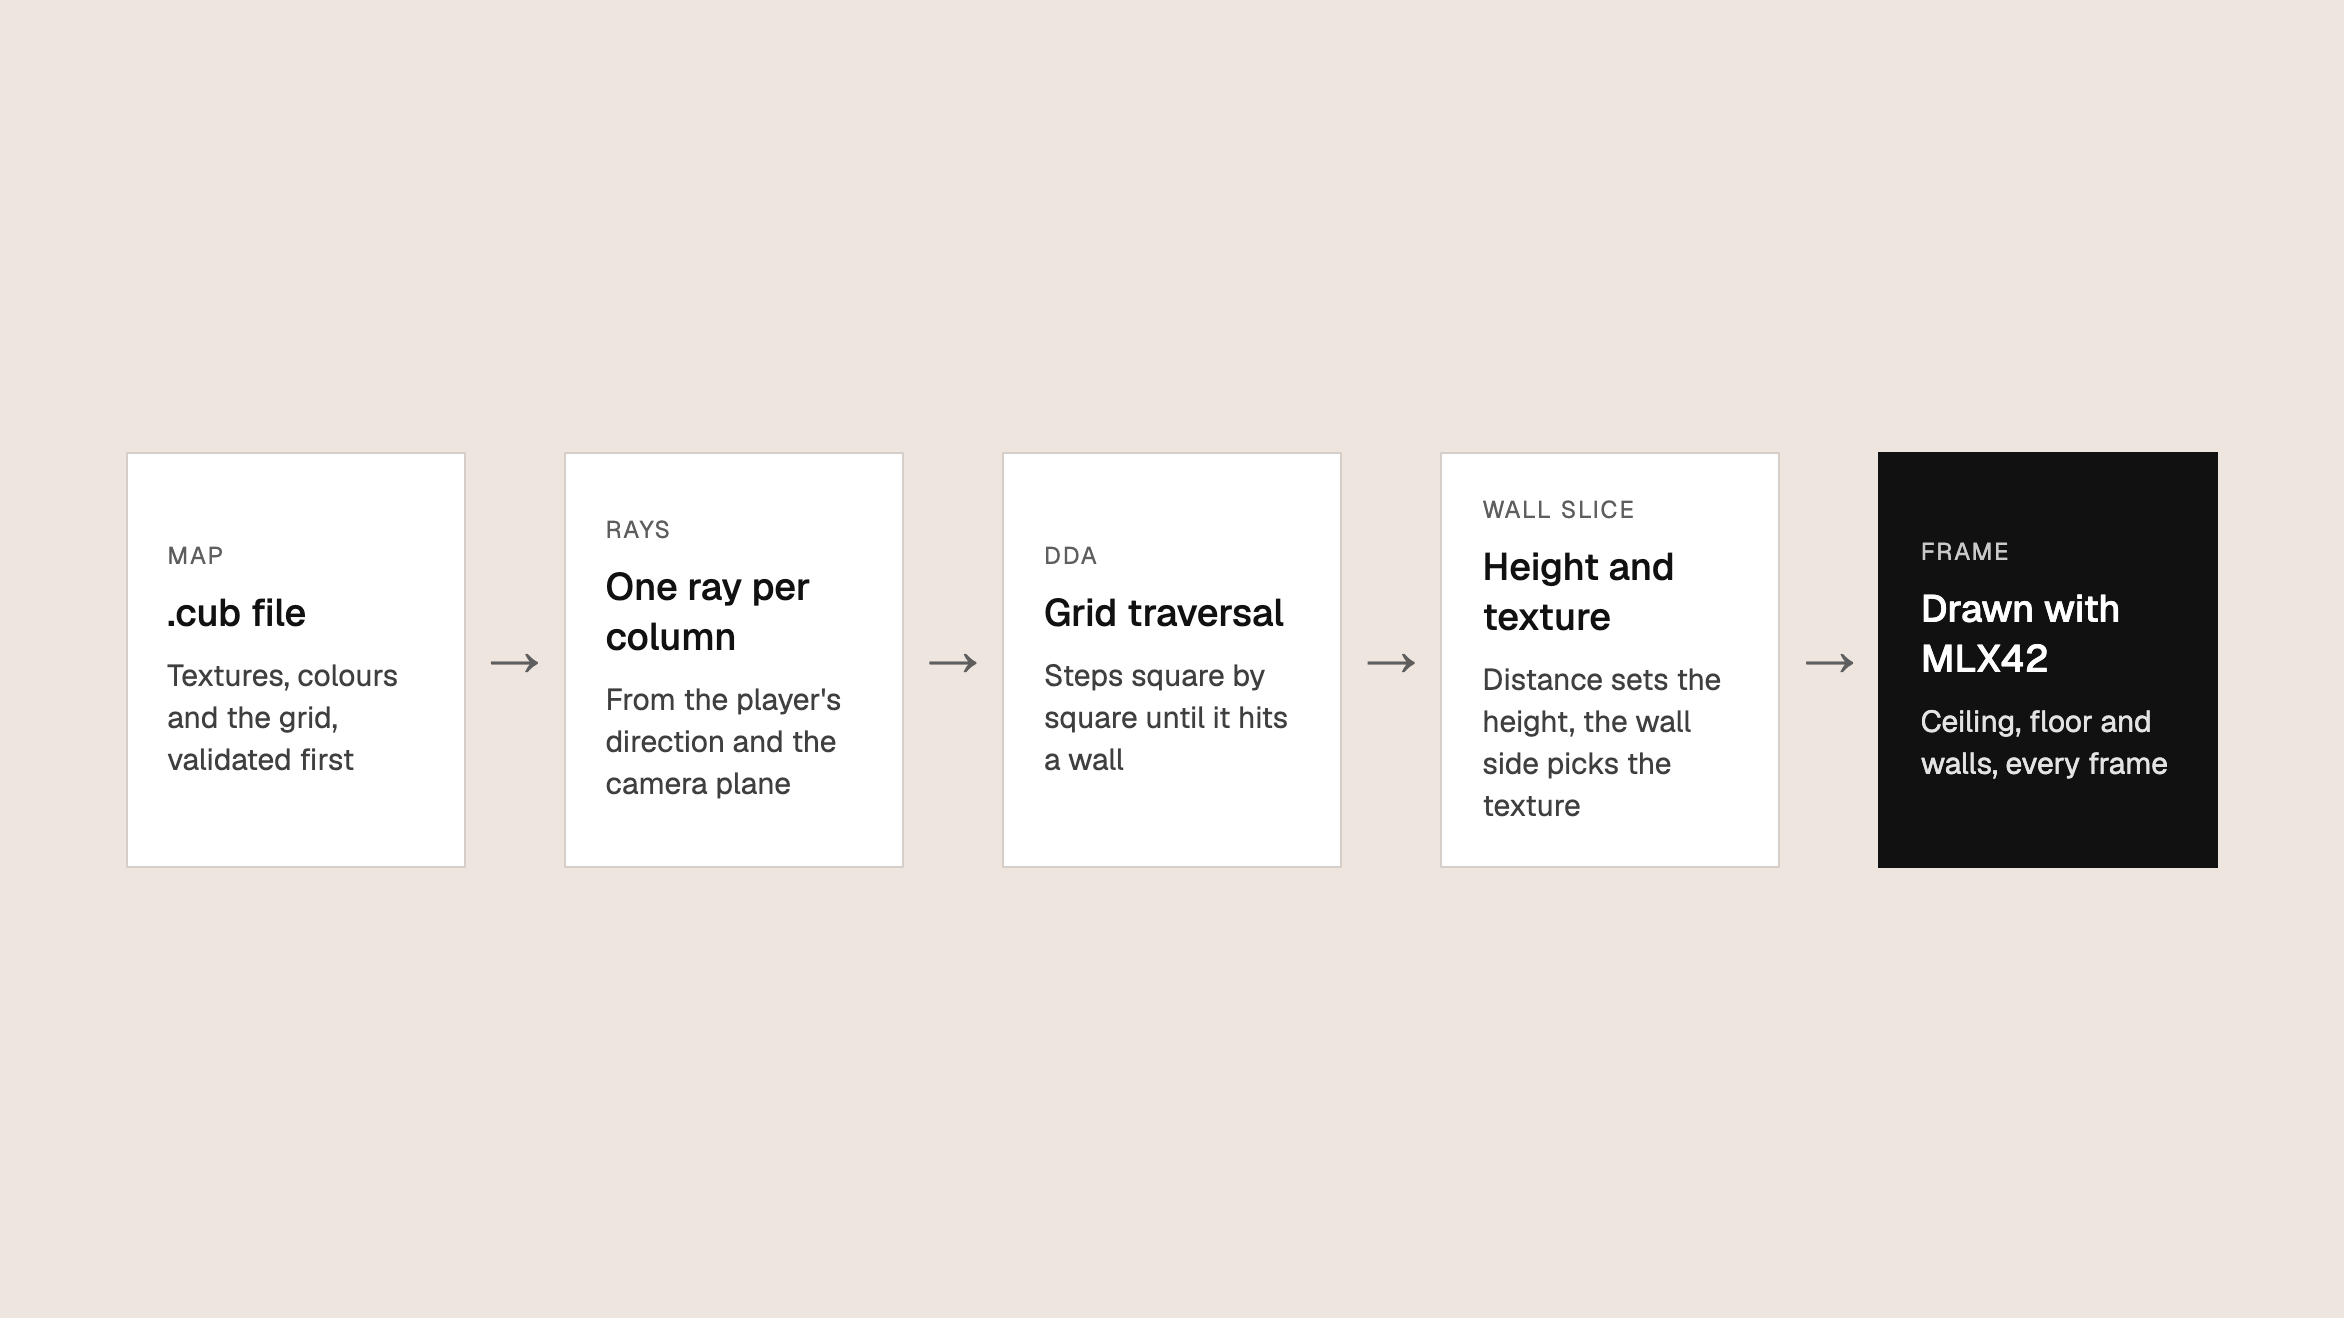 MAP
.cub file
Textures, colours
and the grid,
validated first
→
RAYS
One ray per
column
From the player's
direction and the
camera plane
→
DDA
Grid traversal
Steps square by
square until it hits
a wall
→
WALL SLICE
Height and
texture
Distance sets the
height, the wall
side picks the
texture
→
FRAME
Drawn with
MLX42
Ceiling, floor and
walls, every frame